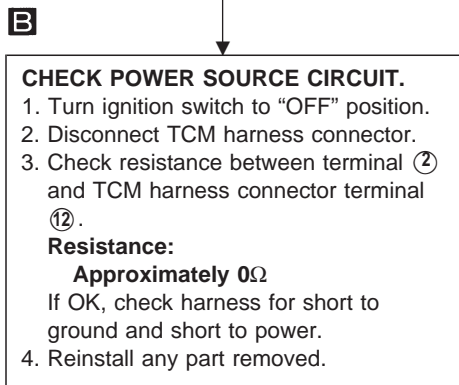 B
CHECK POWER SOURCE CIRCUIT.
1. Turn ignition switch to “OFF” position.
2. Disconnect TCM harness connector.
3. Check resistance between terminal ②
and TCM harness connector terminal
⑫ .
Resistance:
Approximately 0Ω
If OK, check harness for short to
ground and short to power.
4. Reinstall any part removed.